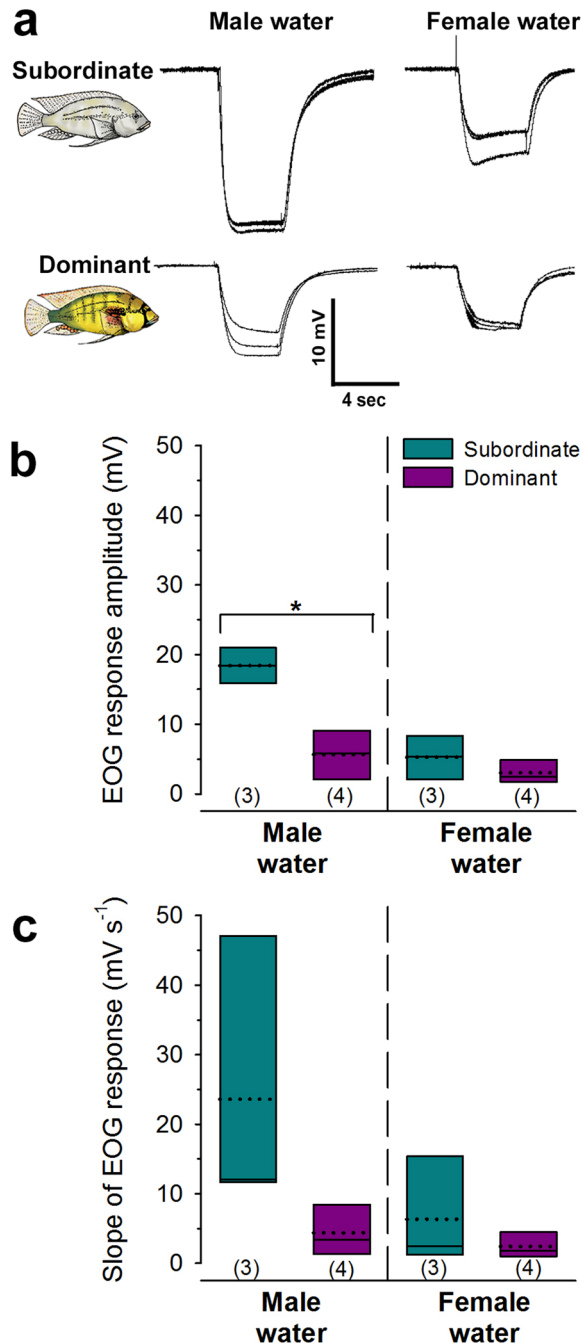 a
Male water Female water
Subordinate
Dominant
10 mV
4 sec
b
EOG response amplitude (mV)
50
40
30
20
10
0
Subordinate
Dominant
*
(3) (4) (3) (4)
Male water
Female water
c
Slope of EOG response (mV s-1)
50
40
30
20
10
0
(3) (4) (3) (4)
Male water
Female water